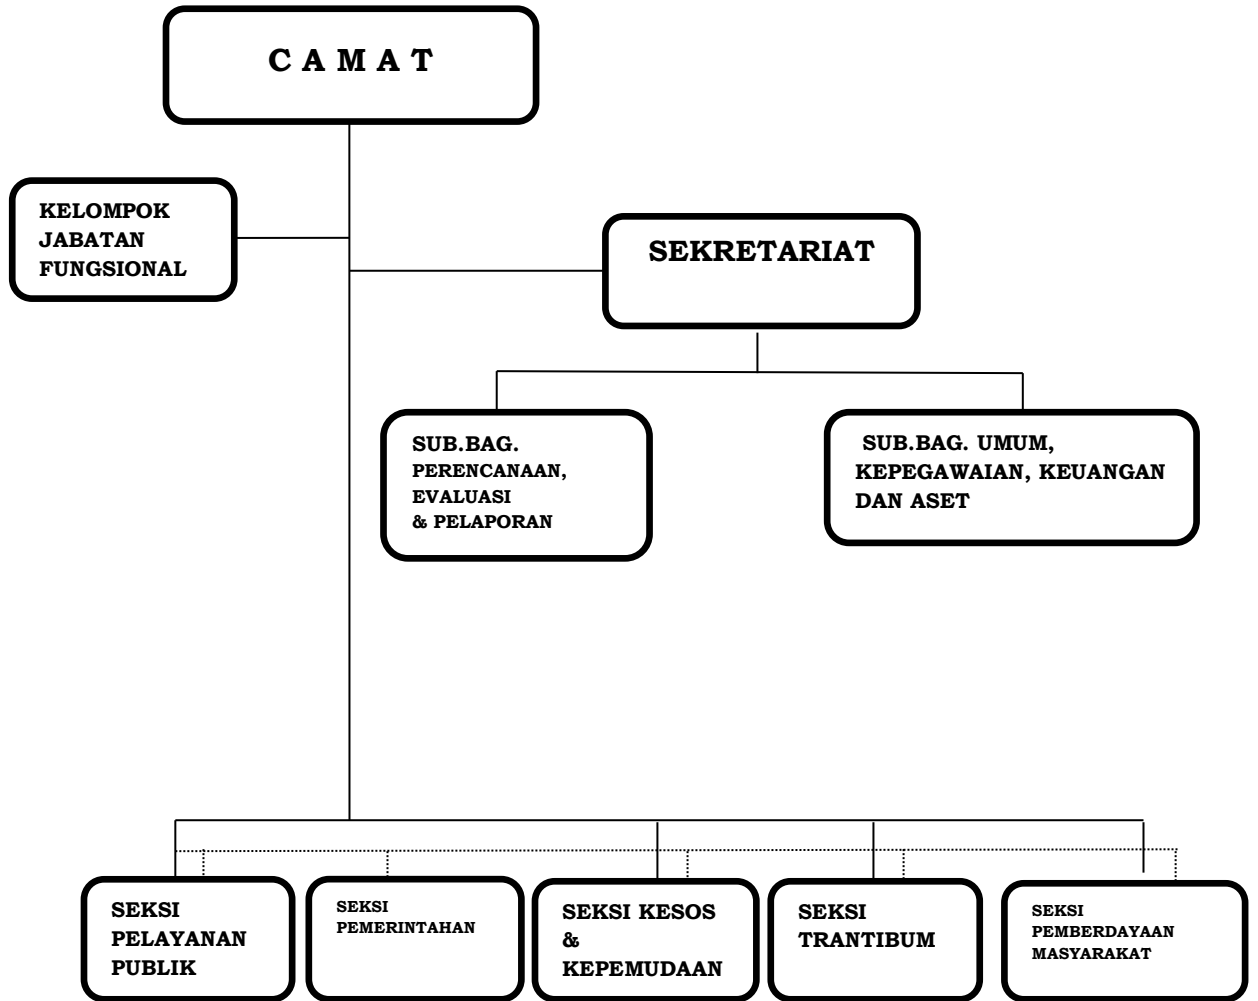 C A M A T
KELOMPOK
JABATAN
FUNGSIONAL
SEKRETARIAT
SUB.BAG.
PERENCANAAN,
EVALUASI
& PELAPORAN
SUB.BAG. UMUM,
KEPEGAWAIAN, KEUANGAN
DAN ASET
SEKSI
PELAYANAN
PUBLIK
SEKSI
PEMERINTAHAN
SEKSI KESOS
&
KEPEMUDAAN
SEKSI
TRANTIBUM
SEKSI
PEMBERDAYAAN
MASYARAKAT